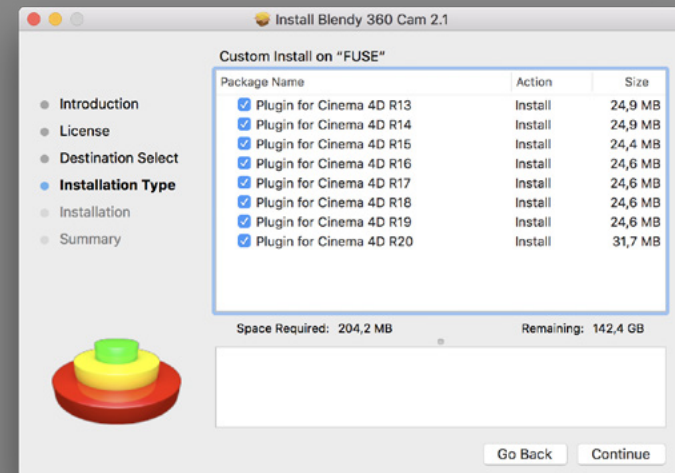 Install Blendy 360 Cam 2.1
Custom Install on “FUSE”
Introduction
License
Destination Select
Installation Type
Installation
Summary
Package Name Action Size
Plugin for Cinema 4D R13 Install 24,9 MB
Plugin for Cinema 4D R14 Install 24,9 MB
Plugin for Cinema 4D R15 Install 24,4 MB
Plugin for Cinema 4D R16 Install 24,6 MB
Plugin for Cinema 4D R17 Install 24,6 MB
Plugin for Cinema 4D R18 Install 24,6 MB
Plugin for Cinema 4D R19 Install 24,6 MB
Plugin for Cinema 4D R20 Install 31,7 MB
Space Required: 204,2 MB Remaining: 142,4 GB
Go Back Continue